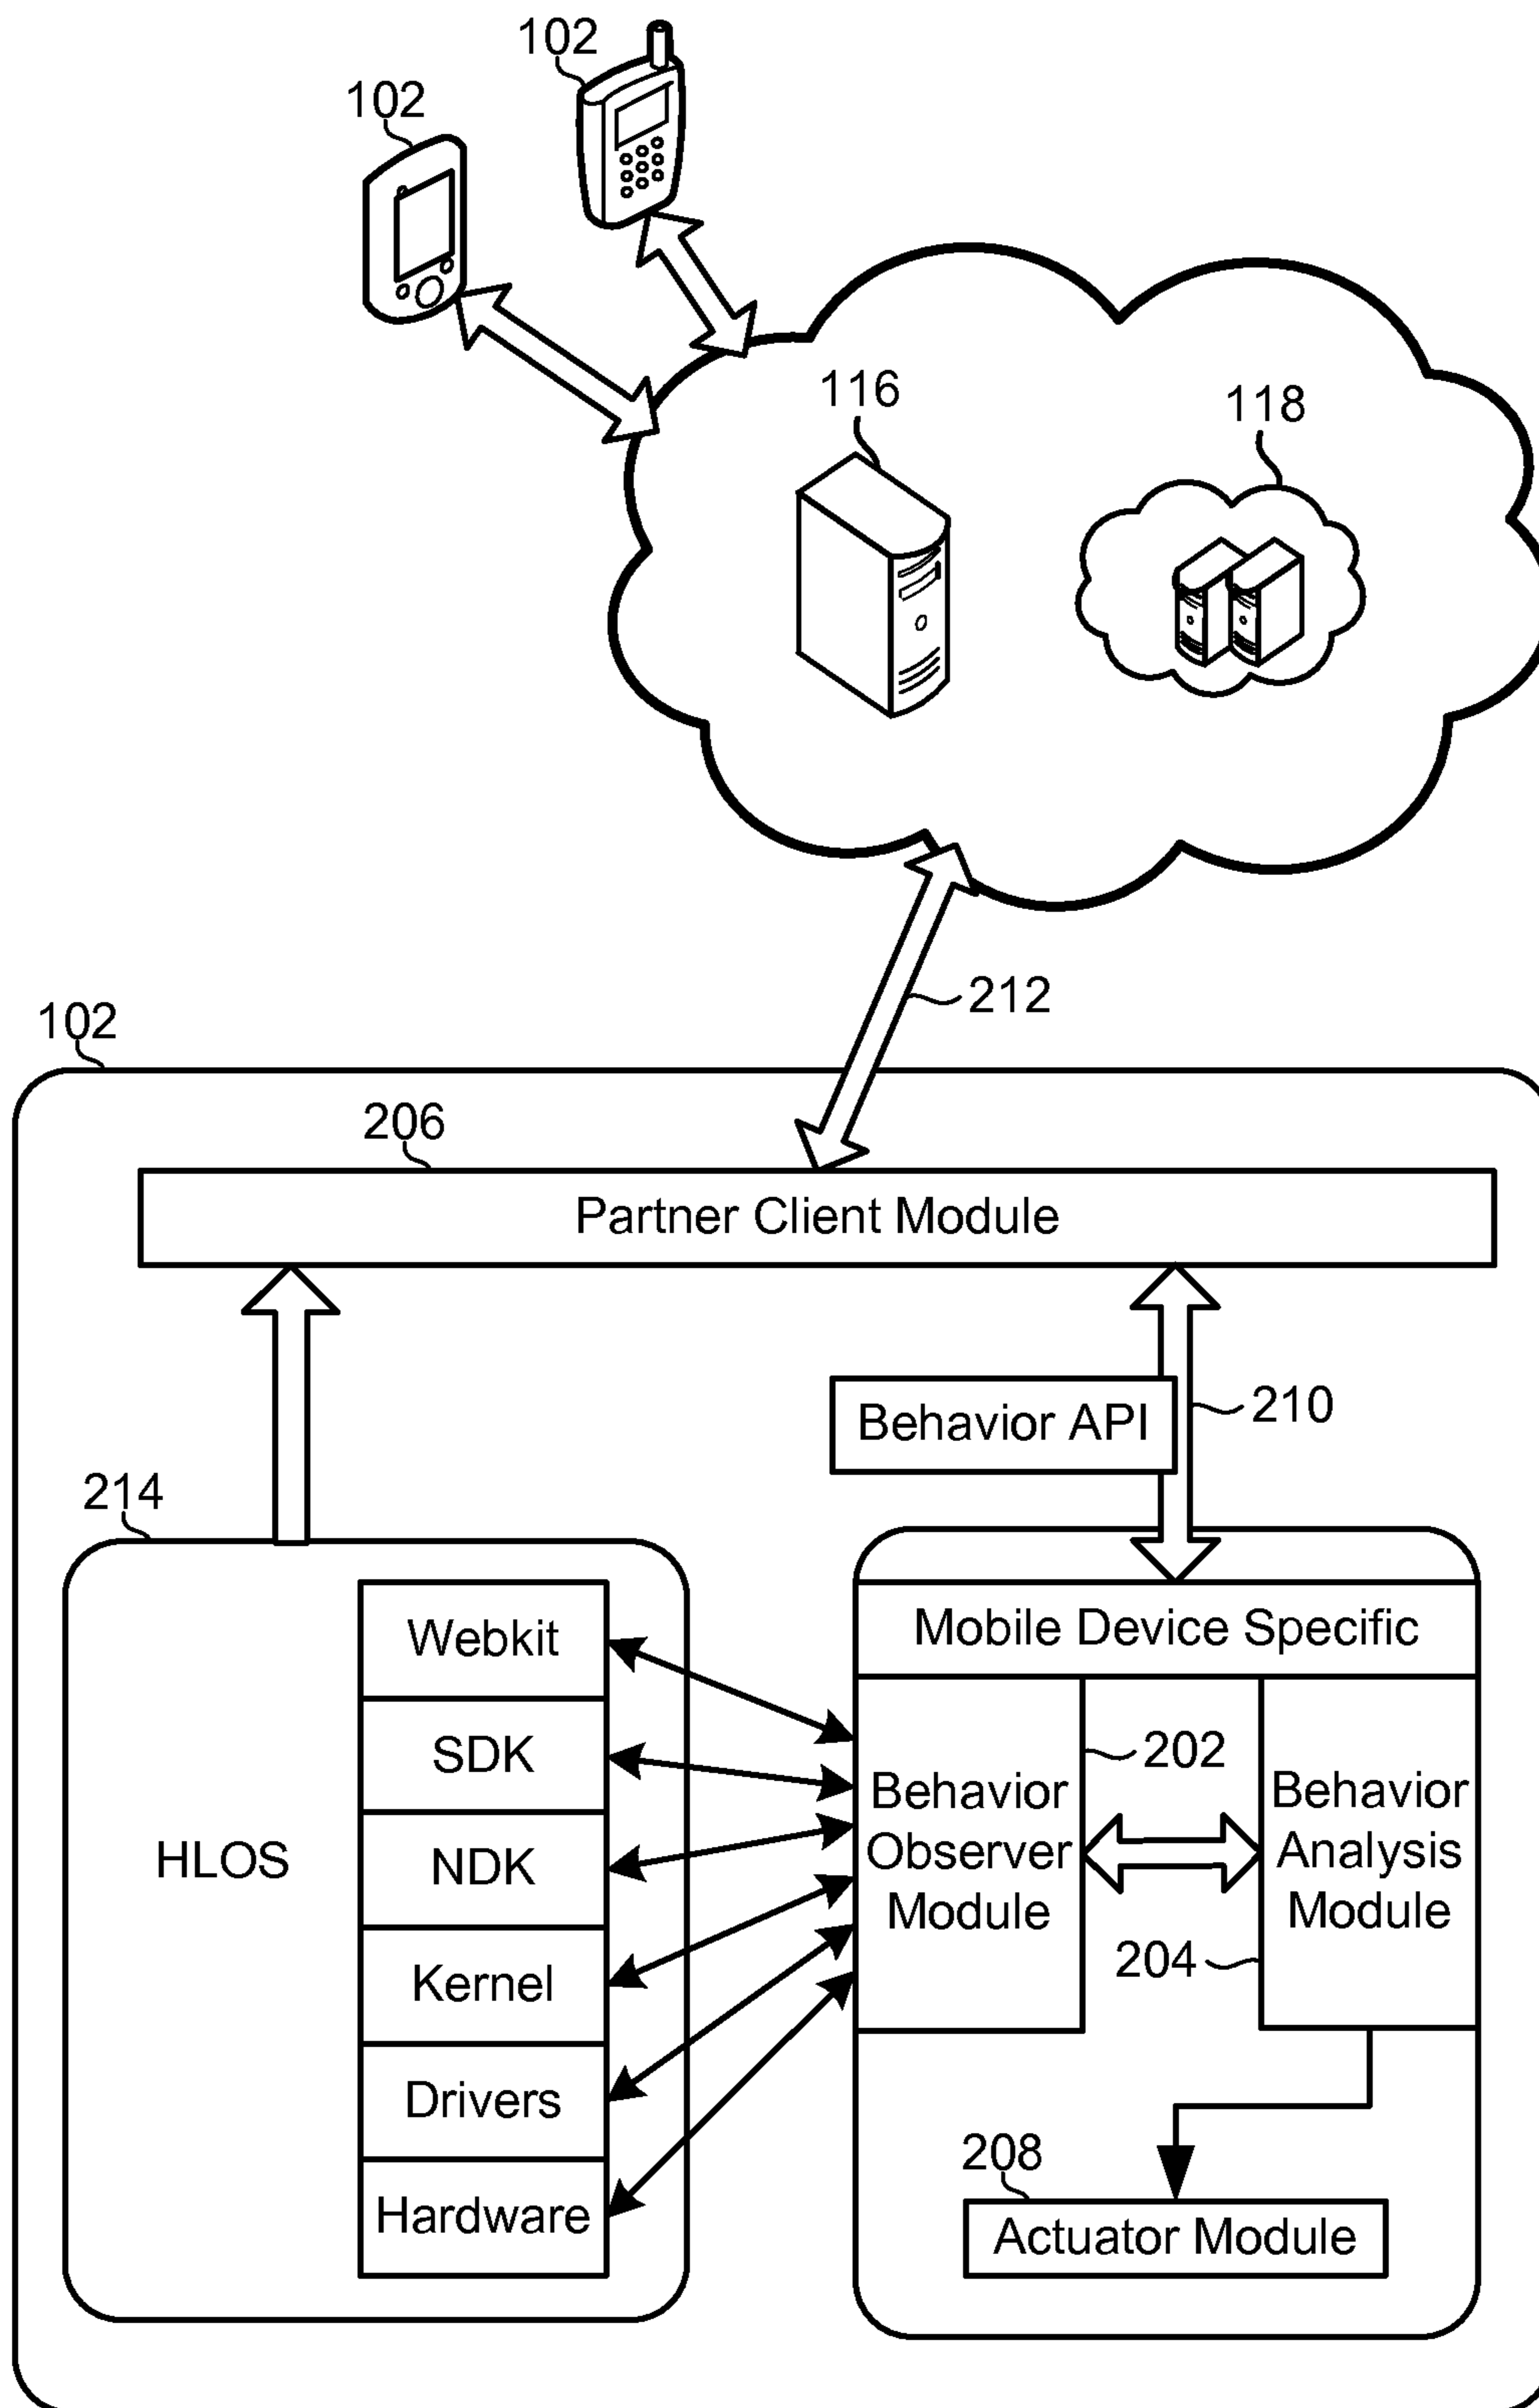 102
102
116
118
212
102
206
Partner Client Module
Behavior API
210
214
HLOS
Webkit
SDK
NDK
Kernel
Drivers
Hardware
Mobile Device Specific
Behavior
Observer
Module
202
204
Behavior
Analysis
Module
208
Actuator Module